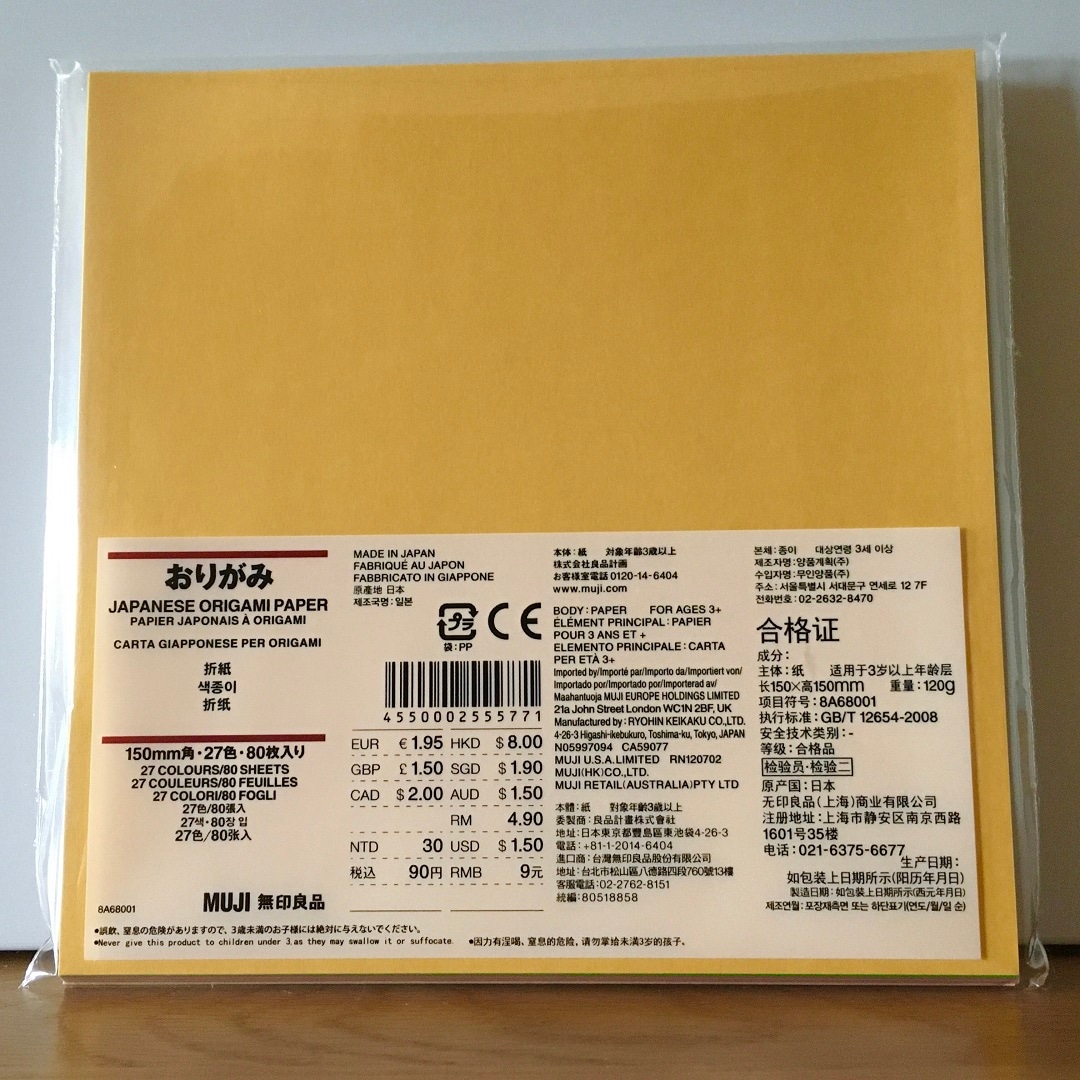 おりがみ
JAPANESE ORIGAMI PAPER
PAPIER JAPONAIS À ORIGAMI
CARTA GIAPPONESE PER ORIGAMI
折紙
색종이
折纸
150mm角・27色・80枚入り
27 COLOURS/80 SHEETS
27 COULEURS/80 FEUILLES
27 COLORI/80 FOGLI
27色/80張入
27색・80장 입
27色/80张入
8A68001
MUJI 無印良品
MADE IN JAPAN
FABRIQUÉ AU JAPON
FABBRICATO IN GIAPPONE
原產地 日本
제조국명:일본
プラ
袋:PP
CE
4550002555771
EUR €1.95 HKD $8.00
GBP £1.50 SGD $1.90
CAD $2.00 AUD $1.50
RM 4.90
NTD 30 USD $1.50
税込 90円 RMB 9元
本体:紙 対象年齢3歳以上
株式会社良品計画
お客様室電話 0120-14-6404
www.muji.com
BODY:PAPER FOR AGES 3+
ÉLÉMENT PRINCIPAL:PAPIER
POUR 3 ANS ET +
ELEMENTO PRINCIPALE:CARTA
PER ETÀ 3+
Imported by/Importé par/Importo da/Importiert von/
Importado por/Importado por/Importerad av/
Maahantuoja MUJI EUROPE HOLDINGS LIMITED
21a John Street London WC1N 2BF, UK
Manufactured by:RYOHIN KEIKAKU CO.,LTD.
4-26-3 Higashi-ikebukuro, Toshima-ku, Tokyo, JAPAN
N05997094 CA59077
MUJI U.S.A. LIMITED RN120702
MUJI(HK)CO.,LTD.
MUJI RETAIL(AUSTRALIA)PTY LTD
本體:紙 對象年齡3歲以上
委製商:良品計畫株式會社
地址:日本東京都豐島區東池袋4-26-3
電話:+81-1-2014-6404
進口商:台灣無印良品股份有限公司
地址:台北市松山區八德路四段760號13樓
客服電話:02-2762-8151
統編:80518858
본체:종이 대상연령 3세 이상
제조자명:양품계획(주)
수입자명:무인양품(주)
주소:서울특별시 서대문구 연세로 12 7F
전화번호:02-2632-8470
合格证
成分:
主体:纸 适用于3岁以上年龄层
长150×高150mm 重量:120g
项目符号:8A68001
执行标准:GB/T 12654-2008
安全技术类别:-
等级:合格品
检验员·检验二
原产国:日本
无印良品(上海)商业有限公司
注册地址:上海市静安区南京西路
1601号35楼
电话:021-6375-6677
生产日期:
如包装上日期所示(阳历年月日)
製造日期:如包裝上日期所示(西元年月日)
제조연월:포장재측면 또는 하단표기(연도/월/일 순)
●誤飲、窒息の危険がありますので、3歳未満のお子様には絶対に与えないでください。
●Never give this product to children under 3, as they may swallow it or suffocate. ●因力有涅喝、窒息的危险,请勿掌给未满3岁的孩子。